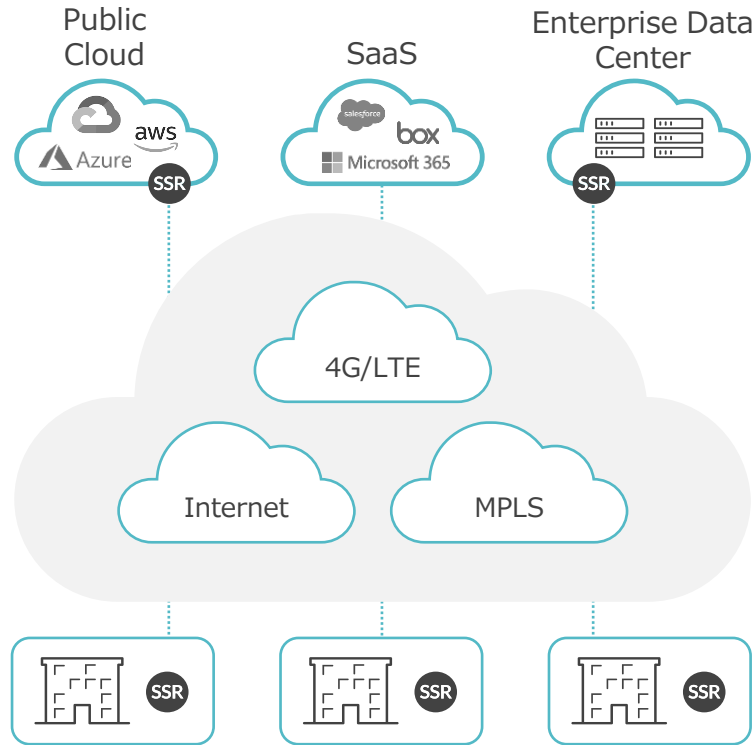 Public
Cloud
SaaS
Enterprise Data
Center
aws
Azure
SSR
salesforce
box
Microsoft 365
SSR
4G/LTE
Internet
MPLS
SSR
SSR
SSR